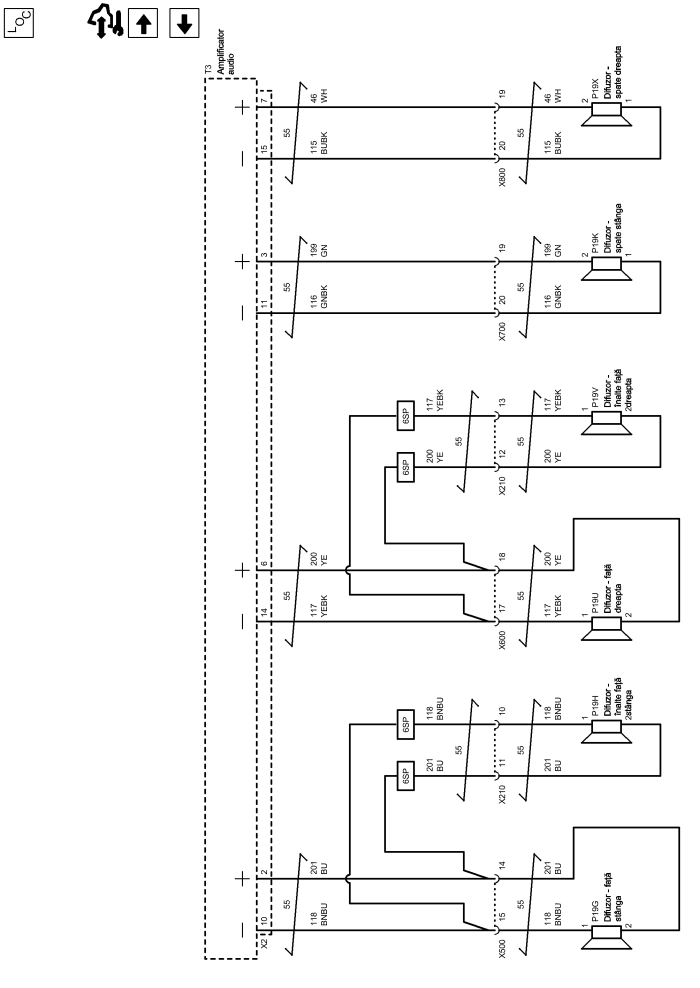 LOC
T3
Amplificator
audio
7
55
46
WH
19
55
46
WH
2
P19X
Difuzor -
spate dreapta
1
15
115
BUBK
20
X800
115
BUBK
3
55
199
GN
19
55
199
GN
2
P19K
Difuzor -
spate stânga
1
11
116
GNBK
20
X700
116
GNBK
6SP
117
YEBK
55
13
55
117
YEBK
1
P19V
Difuzor -
înalte faţă
dreapta
2
6SP
200
YE
12
X210
200
YE
6
55
200
YE
18
55
200
YE
14
117
YEBK
17
X600
117
YEBK
1
P19U
Difuzor - faţă
dreapta
2
6SP
118
BNBU
55
10
55
118
BNBU
1
P19H
Difuzor -
înalte faţă
stânga
2
6SP
201
BU
11
X210
201
BU
2
55
201
BU
14
55
201
BU
10
X2
118
BNBU
15
X500
118
BNBU
1
P19G
Difuzor - faţă
stânga
2